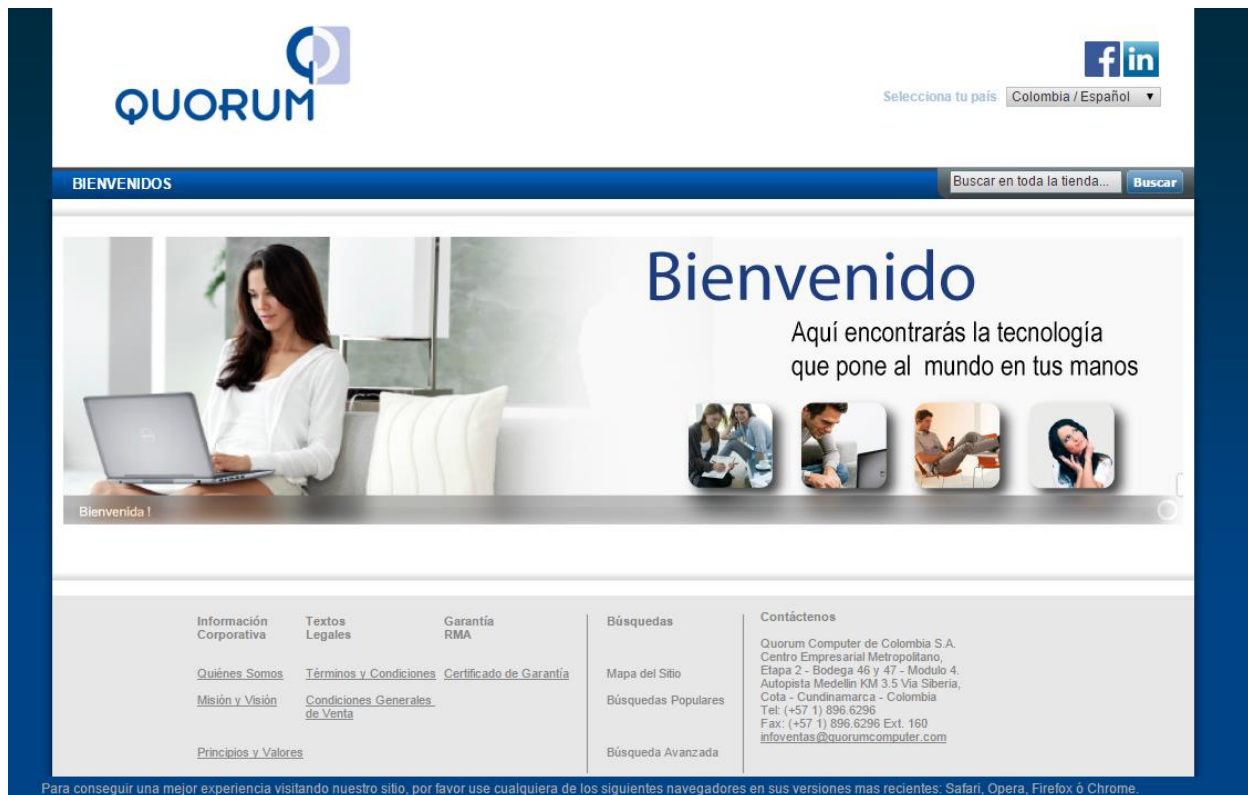 QUORUM
f in
Selecciona tu país Colombia / Español
BIENVENIDOS
Buscar en toda la tienda... Buscar
Bienvenido
Aquí encontrarás la tecnología
que pone al mundo en tus manos
Bienvenida !
Información
Corporativa
Quiénes Somos
Misión y Visión
Principios y Valores
Textos
Legales
Términos y Condiciones
Condiciones Generales
de Venta
Garantía
RMA
Certificado de Garantía
Búsquedas
Mapa del Sitio
Búsquedas Populares
Búsqueda Avanzada
Contáctenos
Quorum Computer de Colombia S.A.
Centro Empresarial Metropolitano,
Etapa 2 - Bodega 46 y 47 - Modulo 4.
Autopista Medellin KM 3.5 Via Siberia,
Cota - Cundinamarca - Colombia
Tel: (+57 1) 896.6296
Fax: (+57 1) 896.6296 Ext. 160
infoventas@quorumcomputer.com
Para conseguir una mejor experiencia visitando nuestro sitio, por favor use cualquiera de los siguientes navegadores en sus versiones mas recientes: Safari, Opera, Firefox ó Chrome.